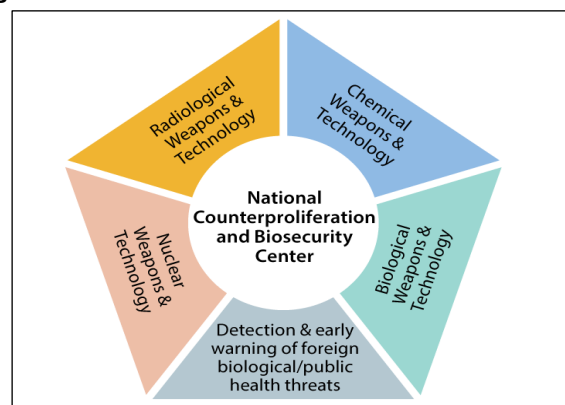 National
Counterproliferation
and Biosecurity
Center
Radiological
Weapons &
Technology
Chemical
Weapons &
Technology
Biological
Weapons &
Technology
Detection & early
warning of foreign
biological/public
health threats
Nuclear
Weapons &
Technology